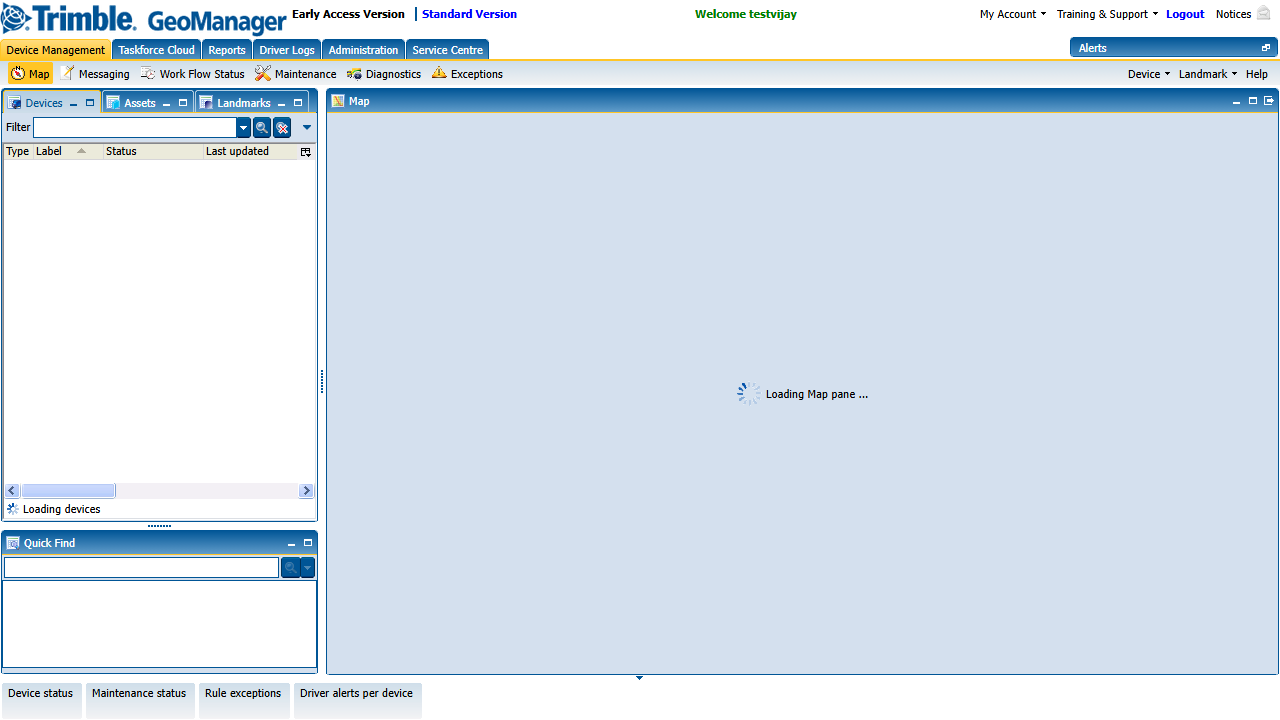 Trimble. GeoManager Early Access Version | Standard Version Welcome testvijay My Account Training & Support Logout Notices
Device Management Taskforce Cloud Reports Driver Logs Administration Service Centre Alerts
Map Messaging Work Flow Status Maintenance Diagnostics Exceptions Device Landmark Help
Devices Assets Landmarks
Filter
Type Label Status Last updated
Loading devices
Quick Find
Map
Loading Map pane ...
Device status Maintenance status Rule exceptions Driver alerts per device